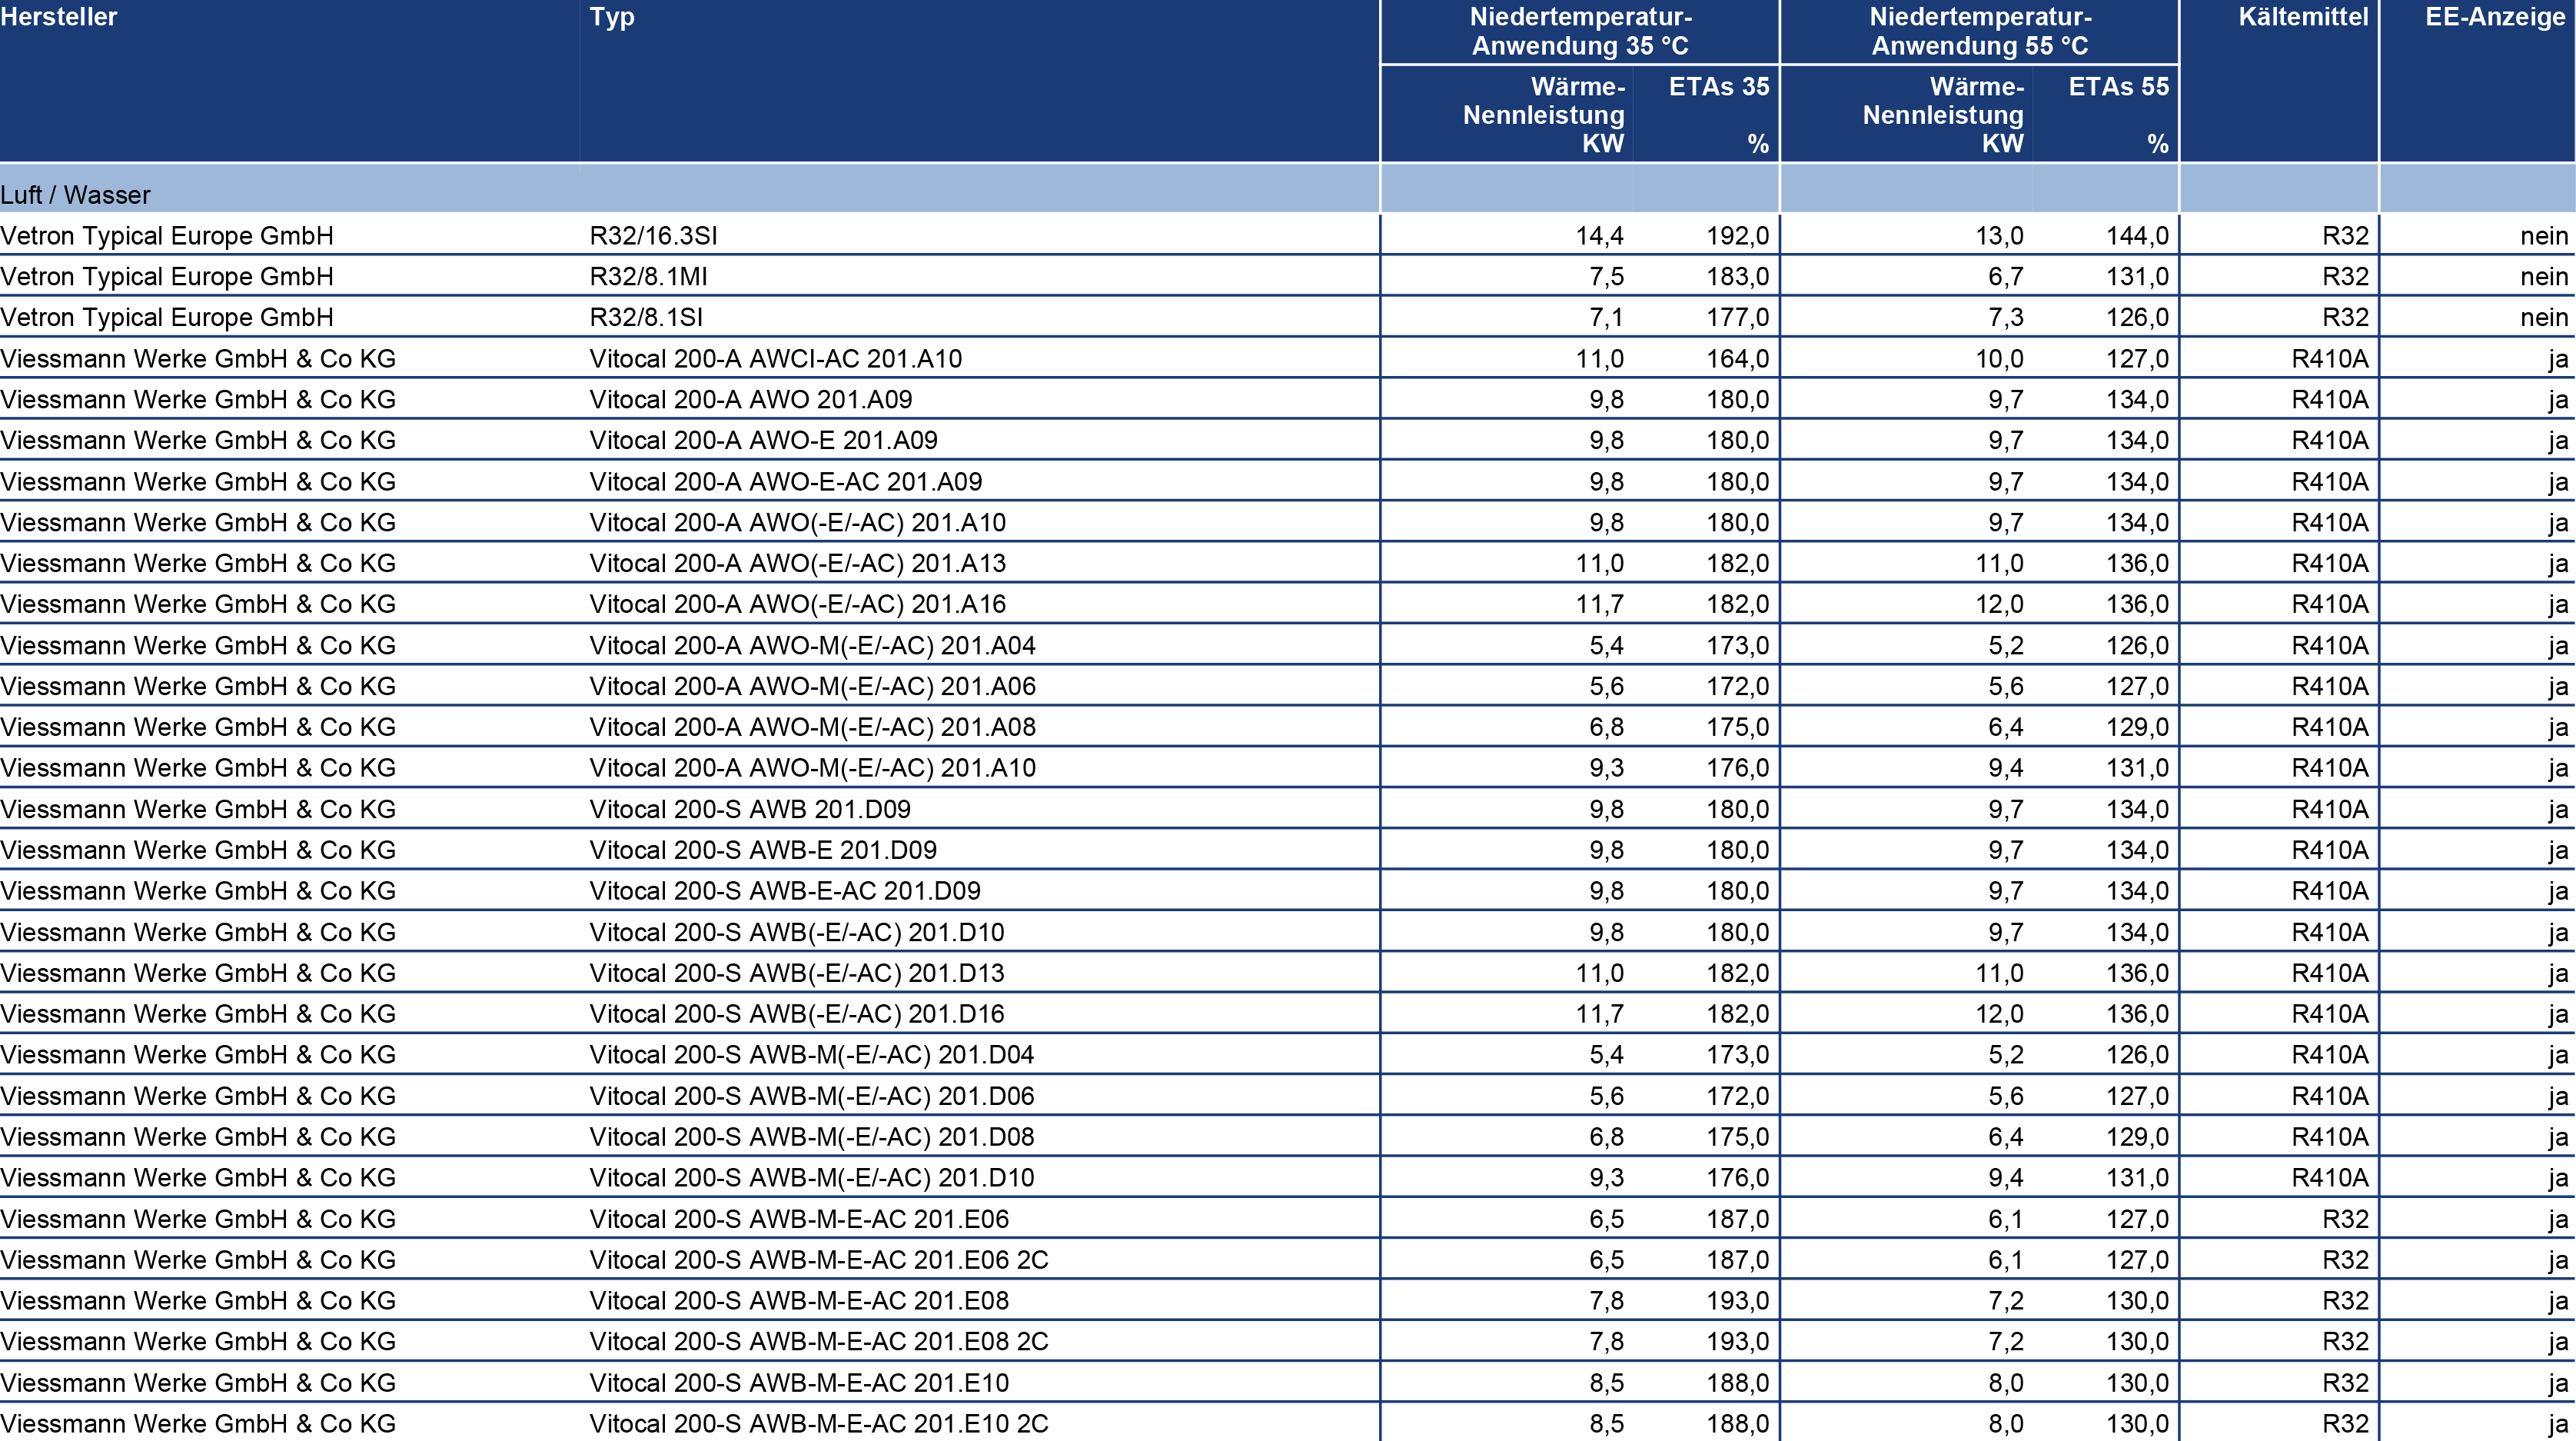 Hersteller Typ Niedertemperatur- Niedertemperatur- Kältemittel EE-Anzeige
Anwendung 35 °C Anwendung 55 °C
Wärme- ETAs 35 Wärme- ETAs 55
Nennleistung Nennleistung
KW % KW %
Luft / Wasser
Vetron Typical Europe GmbH R32/16.3SI 14,4 192,0 13,0 144,0 R32 nein
Vetron Typical Europe GmbH R32/8.1MI 7,5 183,0 6,7 131,0 R32 nein
Vetron Typical Europe GmbH R32/8.1SI 7,1 177,0 7,3 126,0 R32 nein
Viessmann Werke GmbH & Co KG Vitocal 200-A AWCI-AC 201.A10 11,0 164,0 10,0 127,0 R410A ja
Viessmann Werke GmbH & Co KG Vitocal 200-A AWO 201.A09 9,8 180,0 9,7 134,0 R410A ja
Viessmann Werke GmbH & Co KG Vitocal 200-A AWO-E 201.A09 9,8 180,0 9,7 134,0 R410A ja
Viessmann Werke GmbH & Co KG Vitocal 200-A AWO-E-AC 201.A09 9,8 180,0 9,7 134,0 R410A ja
Viessmann Werke GmbH & Co KG Vitocal 200-A AWO(-E/-AC) 201.A10 9,8 180,0 9,7 134,0 R410A ja
Viessmann Werke GmbH & Co KG Vitocal 200-A AWO(-E/-AC) 201.A13 11,0 182,0 11,0 136,0 R410A ja
Viessmann Werke GmbH & Co KG Vitocal 200-A AWO(-E/-AC) 201.A16 11,7 182,0 12,0 136,0 R410A ja
Viessmann Werke GmbH & Co KG Vitocal 200-A AWO-M(-E/-AC) 201.A04 5,4 173,0 5,2 126,0 R410A ja
Viessmann Werke GmbH & Co KG Vitocal 200-A AWO-M(-E/-AC) 201.A06 5,6 172,0 5,6 127,0 R410A ja
Viessmann Werke GmbH & Co KG Vitocal 200-A AWO-M(-E/-AC) 201.A08 6,8 175,0 6,4 129,0 R410A ja
Viessmann Werke GmbH & Co KG Vitocal 200-A AWO-M(-E/-AC) 201.A10 9,3 176,0 9,4 131,0 R410A ja
Viessmann Werke GmbH & Co KG Vitocal 200-S AWB 201.D09 9,8 180,0 9,7 134,0 R410A ja
Viessmann Werke GmbH & Co KG Vitocal 200-S AWB-E 201.D09 9,8 180,0 9,7 134,0 R410A ja
Viessmann Werke GmbH & Co KG Vitocal 200-S AWB-E-AC 201.D09 9,8 180,0 9,7 134,0 R410A ja
Viessmann Werke GmbH & Co KG Vitocal 200-S AWB(-E/-AC) 201.D10 9,8 180,0 9,7 134,0 R410A ja
Viessmann Werke GmbH & Co KG Vitocal 200-S AWB(-E/-AC) 201.D13 11,0 182,0 11,0 136,0 R410A ja
Viessmann Werke GmbH & Co KG Vitocal 200-S AWB(-E/-AC) 201.D16 11,7 182,0 12,0 136,0 R410A ja
Viessmann Werke GmbH & Co KG Vitocal 200-S AWB-M(-E/-AC) 201.D04 5,4 173,0 5,2 126,0 R410A ja
Viessmann Werke GmbH & Co KG Vitocal 200-S AWB-M(-E/-AC) 201.D06 5,6 172,0 5,6 127,0 R410A ja
Viessmann Werke GmbH & Co KG Vitocal 200-S AWB-M(-E/-AC) 201.D08 6,8 175,0 6,4 129,0 R410A ja
Viessmann Werke GmbH & Co KG Vitocal 200-S AWB-M(-E/-AC) 201.D10 9,3 176,0 9,4 131,0 R410A ja
Viessmann Werke GmbH & Co KG Vitocal 200-S AWB-M-E-AC 201.E06 6,5 187,0 6,1 127,0 R32 ja
Viessmann Werke GmbH & Co KG Vitocal 200-S AWB-M-E-AC 201.E06 2C 6,5 187,0 6,1 127,0 R32 ja
Viessmann Werke GmbH & Co KG Vitocal 200-S AWB-M-E-AC 201.E08 7,8 193,0 7,2 130,0 R32 ja
Viessmann Werke GmbH & Co KG Vitocal 200-S AWB-M-E-AC 201.E08 2C 7,8 193,0 7,2 130,0 R32 ja
Viessmann Werke GmbH & Co KG Vitocal 200-S AWB-M-E-AC 201.E10 8,5 188,0 8,0 130,0 R32 ja
Viessmann Werke GmbH & Co KG Vitocal 200-S AWB-M-E-AC 201.E10 2C 8,5 188,0 8,0 130,0 R32 ja